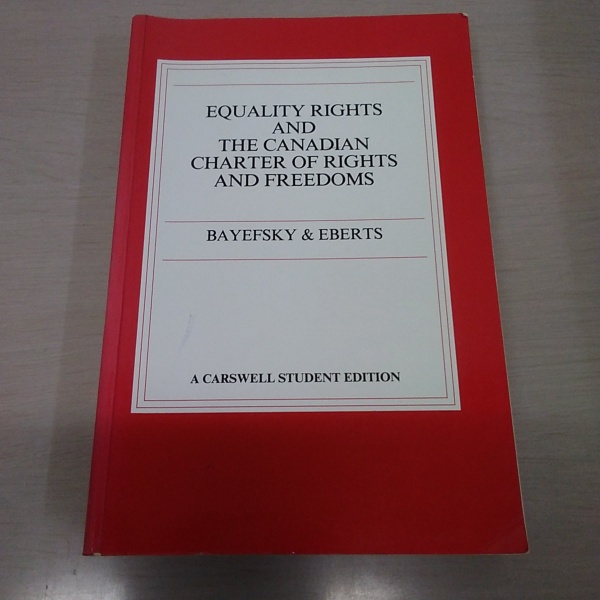 EQUALITY RIGHTS
AND
THE CANADIAN
CHARTER OF RIGHTS
AND FREEDOMS
BAYEFSKY & EBERTS
A CARSWELL STUDENT EDITION